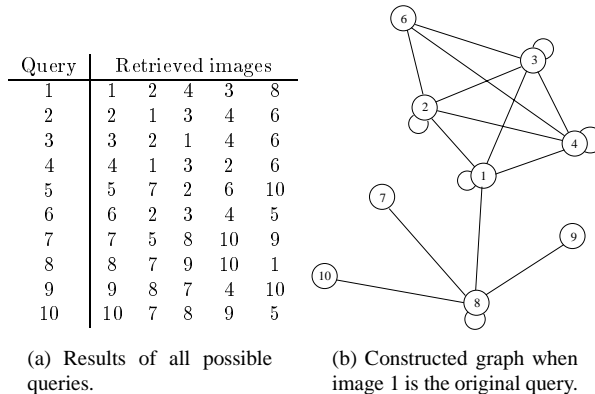 Query Retrieved images
1 1 2 4 3 8
2 2 1 3 4 6
3 3 2 1 4 6
4 4 1 3 2 6
5 5 7 2 6 10
6 6 2 3 4 5
7 7 5 8 10 9
8 8 7 9 10 1
9 9 8 7 4 10
10 10 7 8 9 5
(a) Results of all possible
queries.
6
3
2
4
1
7
9
10
8
(b) Constructed graph when
image 1 is the original query.